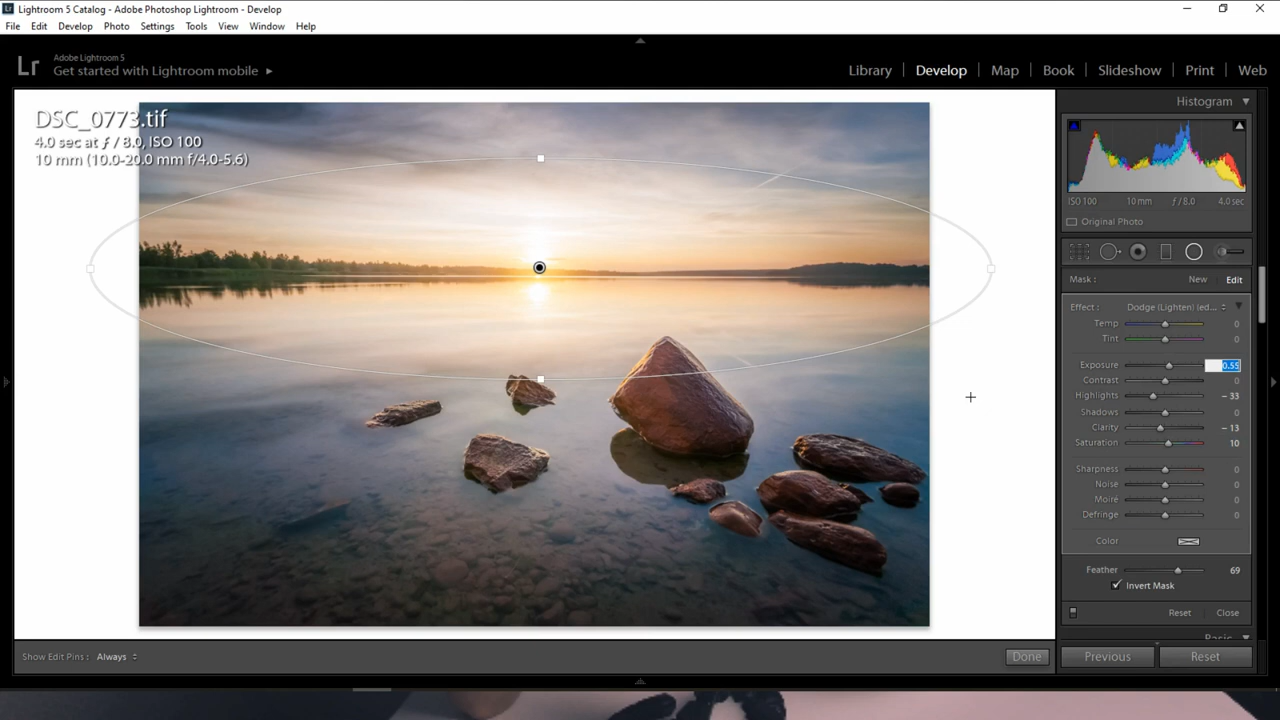 Lightroom 5 Catalog - Adobe Photoshop Lightroom - Develop
File Edit Develop Photo Settings Tools View Window Help
Lr
Adobe Lightroom 5
Get started with Lightroom mobile
Library Develop Map Book Slideshow Print Web
DSC_0773.tif
4.0 sec at ƒ / 8.0, ISO 100
10 mm (10.0-20.0 mm f/4.0-5.6)
Histogram
ISO 100 10 mm ƒ / 8.0 4.0 sec
Original Photo
Mask : New Edit
Effect : Dodge (Lighten) (ed...
Temp 0
Tint 0
Exposure 0.55
Contrast 0
Highlights − 33
Shadows 0
Clarity − 13
Saturation 10
Sharpness 0
Noise 0
Moiré 0
Defringe 0
Color
Feather 69
Invert Mask
Reset Close
Basic
Show Edit Pins : Always
Done
Previous Reset